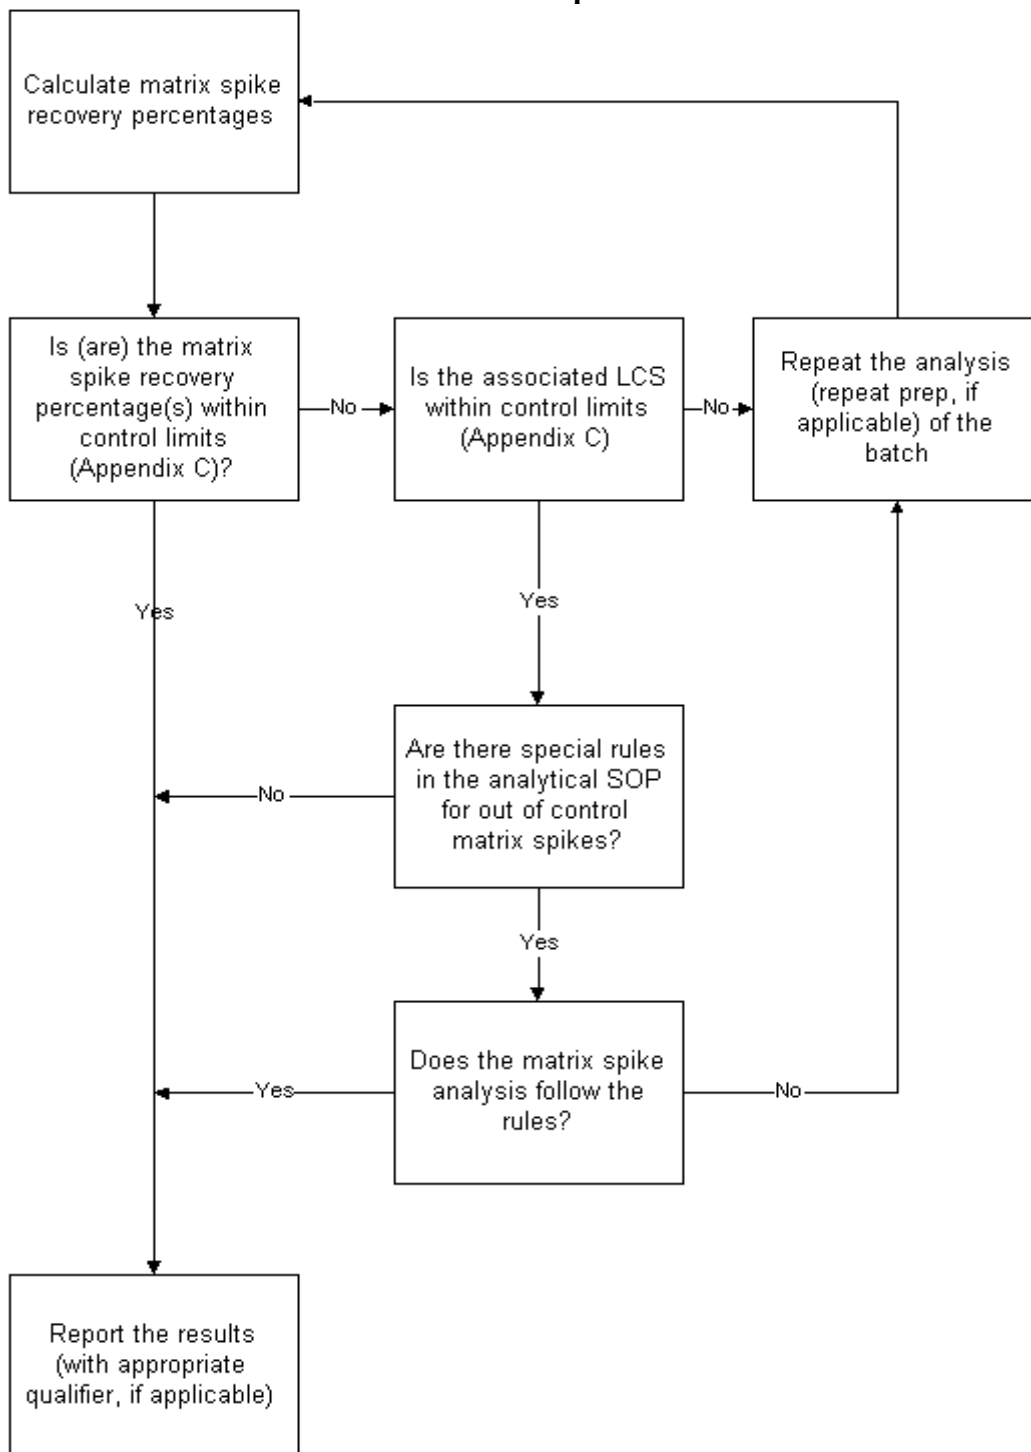 Calculate matrix spike
recovery percentages
Is (are) the matrix
spike recovery
percentage(s) within
control limits
(Appendix C)?
No
Is the associated LCS
within control limits
(Appendix C)
No
Repeat the analysis
(repeat prep, if
applicable) of the
batch
Yes
Yes
Are there special rules
in the analytical SOP
for out of control
matrix spikes?
No
Yes
Does the matrix spike
analysis follow the
rules?
Yes
No
Report the results
(with appropriate
qualifier, if applicable)